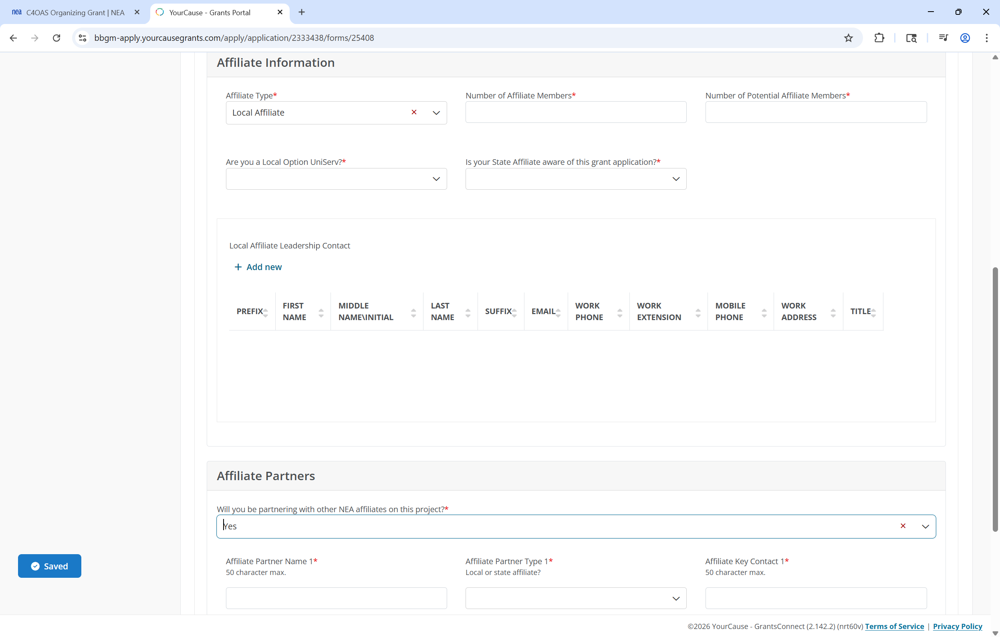 nea C4OAS Organizing Grant | NEA
YourCause - Grants Portal
bbgm-apply.yourcausegrants.com/apply/application/2333438/forms/25408
Affiliate Information
Affiliate Type* Number of Affiliate Members* Number of Potential Affiliate Members*
Local Affiliate
Are you a Local Option UniServ?* Is your State Affiliate aware of this grant application?*
Local Affiliate Leadership Contact
+ Add new
PREFIX FIRST NAME MIDDLE NAME\INITIAL LAST NAME SUFFIX EMAIL WORK PHONE WORK EXTENSION MOBILE PHONE WORK ADDRESS TITLE
Affiliate Partners
Will you be partnering with other NEA affiliates on this project?*
Yes
Affiliate Partner Name 1* Affiliate Partner Type 1* Affiliate Key Contact 1*
50 character max. Local or state affiliate? 50 character max.
Saved
©2026 YourCause - GrantsConnect (2.142.2) (nrt60v) Terms of Service | Privacy Policy